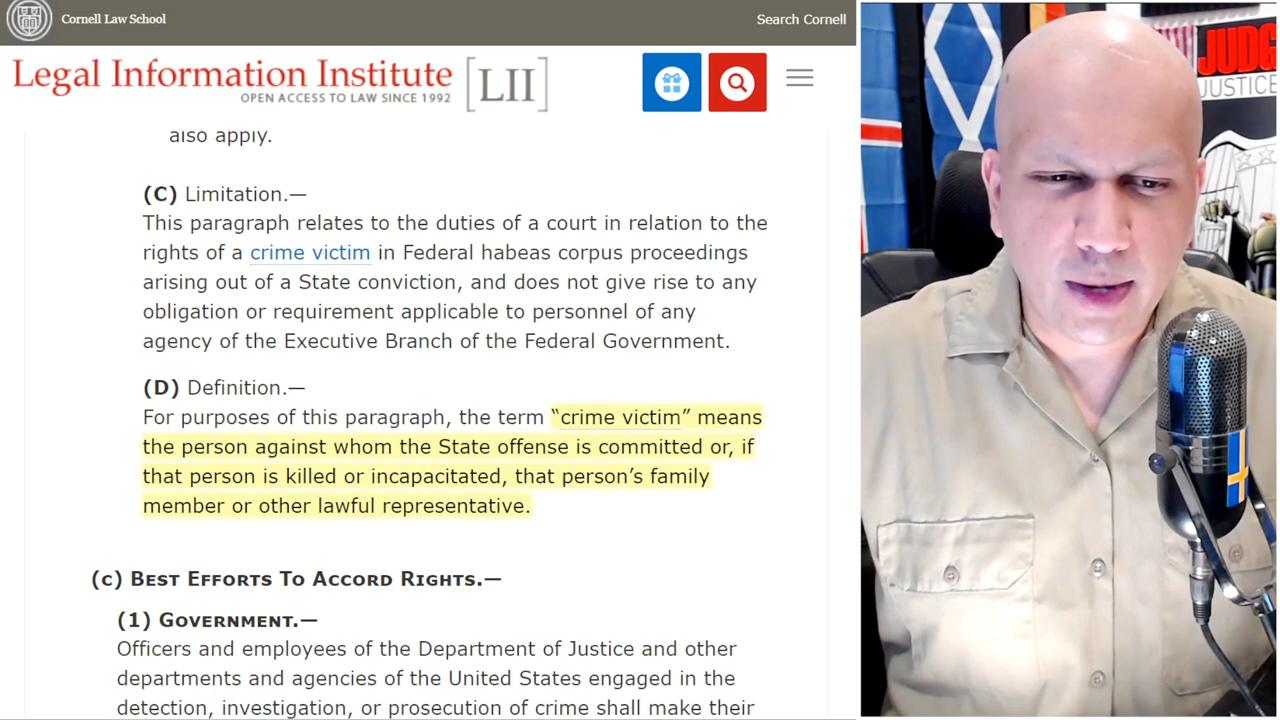 Cornell Law School
Search Cornell
Legal Information Institute
LII
OPEN ACCESS TO LAW SINCE 1992
also apply.
(C) Limitation.—
This paragraph relates to the duties of a court in relation to the
rights of a crime victim in Federal habeas corpus proceedings
arising out of a State conviction, and does not give rise to any
obligation or requirement applicable to personnel of any
agency of the Executive Branch of the Federal Government.
(D) Definition.—
For purposes of this paragraph, the term “crime victim” means
the person against whom the State offense is committed or, if
that person is killed or incapacitated, that person’s family
member or other lawful representative.
(c) BEST EFFORTS TO ACCORD RIGHTS.—
(1) GOVERNMENT.—
Officers and employees of the Department of Justice and other
departments and agencies of the United States engaged in the
detection, investigation, or prosecution of crime shall make their
JUDG
JUSTICE